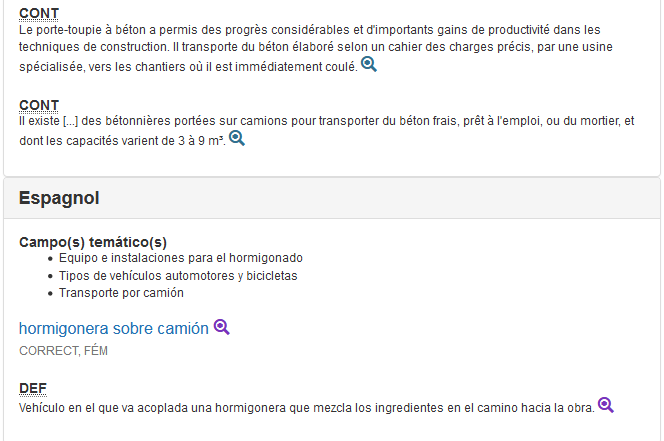 CONT
Le porte-toupie à béton a permis des progrès considérables et d'importants gains de productivité dans les
techniques de construction. Il transporte du béton élaboré selon un cahier des charges précis, par une usine
spécialisée, vers les chantiers où il est immédiatement coulé.
CONT
Il existe [...] des bétonnières portées sur camions pour transporter du béton frais, prêt à l'emploi, ou du mortier, et
dont les capacités varient de 3 à 9 m³.
Espagnol
Campo(s) temático(s)
• Equipo e instalaciones para el hormigonado
• Tipos de vehículos automotores y bicicletas
• Transporte por camión
hormigonera sobre camión
CORRECT, FÉM
DEF
Vehículo en el que va acoplada una hormigonera que mezcla los ingredientes en el camino hacia la obra.